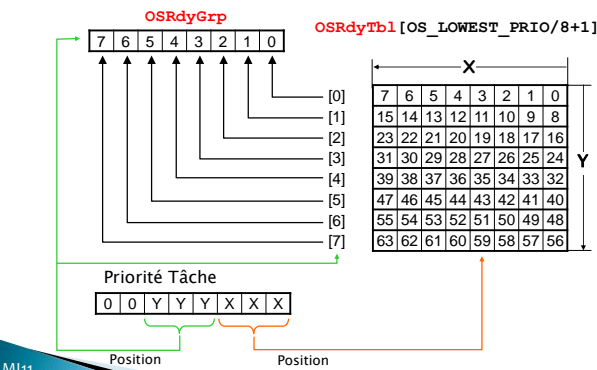 OSRdyGrp
OSRdyTbl[OS_LOWEST_PRIO/8+1]
7 6 5 4 3 2 1 0
X
[0] 7 6 5 4 3 2 1 0
[1] 15 14 13 12 11 10 9 8
[2] 23 22 21 20 19 18 17 16
[3] 31 30 29 28 27 26 25 24
Y
[4] 39 38 37 36 35 34 33 32
[5] 47 46 45 44 43 42 41 40
[6] 55 54 53 52 51 50 49 48
[7] 63 62 61 60 59 58 57 56
Priorité Tâche
0 0 Y Y Y X X X
Position
Position
MI11